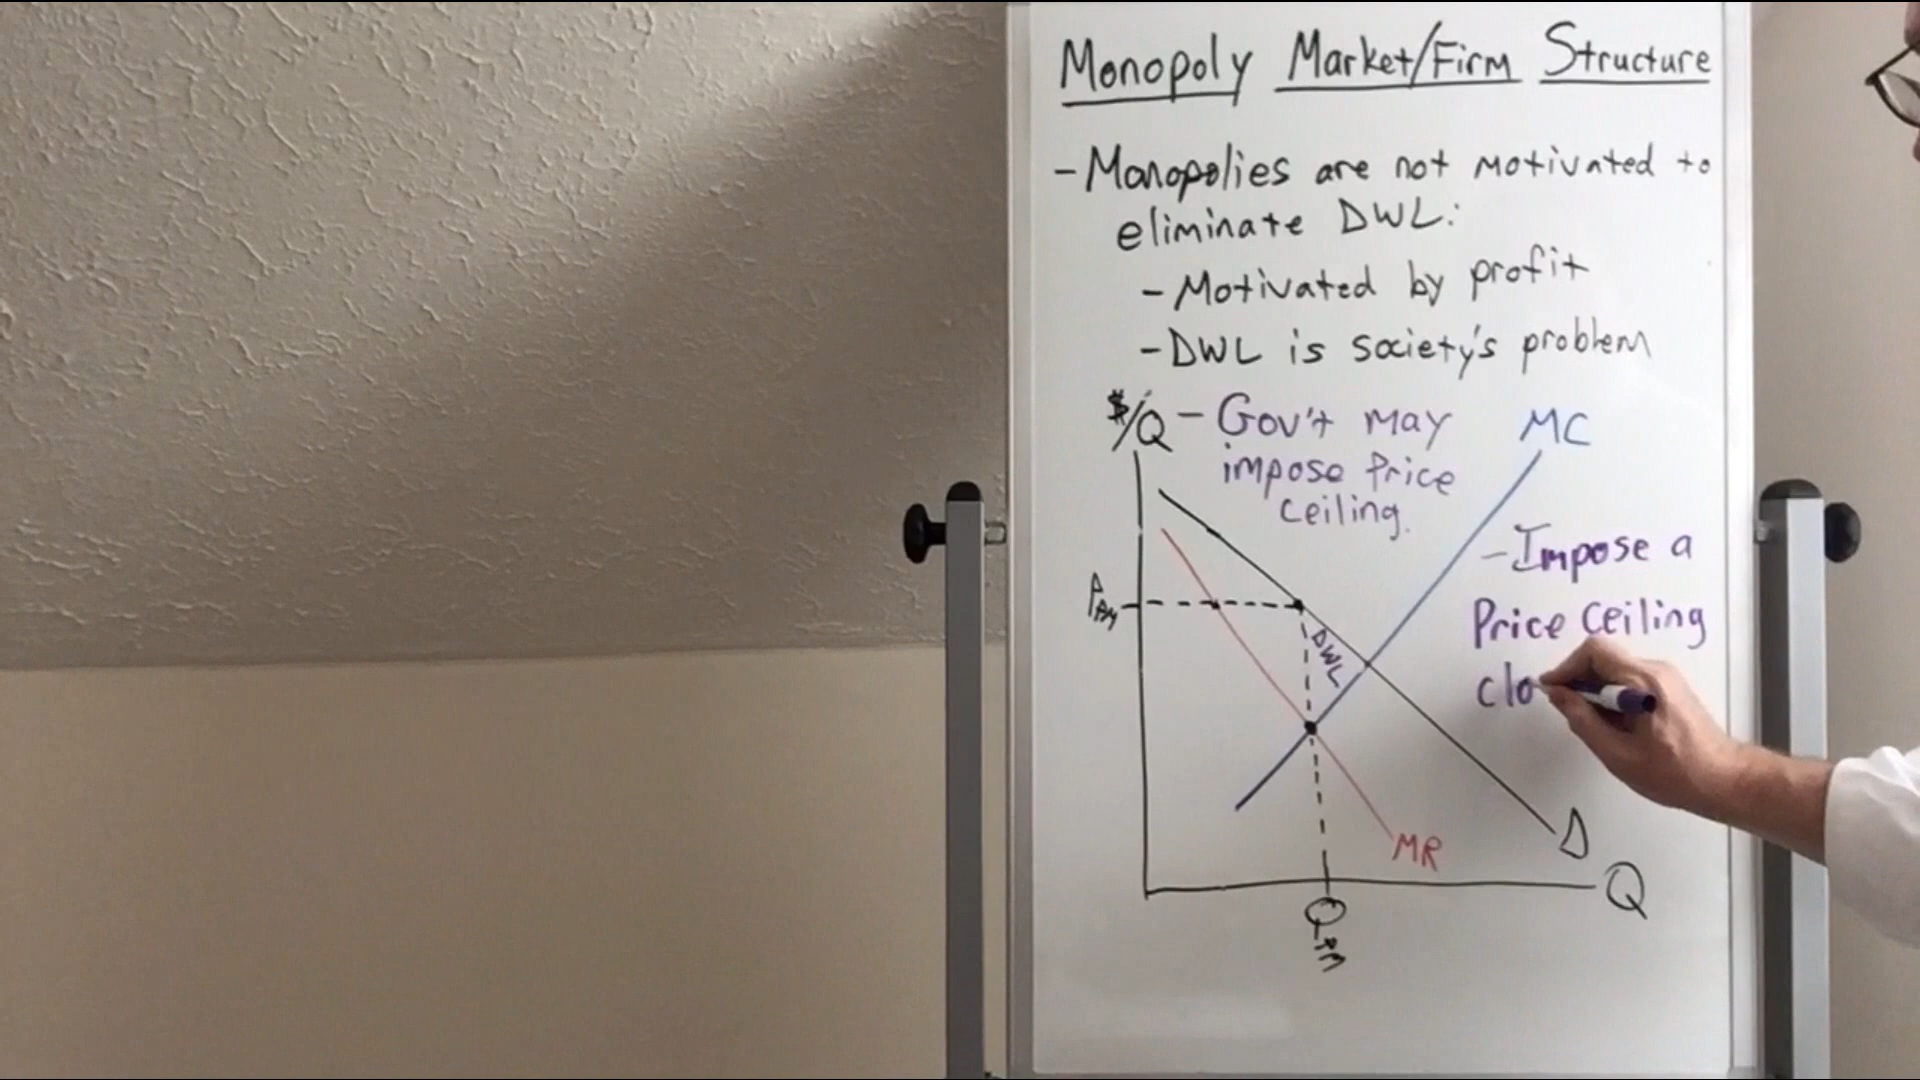 Monopoly Market/Firm Structure
- Monopolies are not motivated to
eliminate DWL:
- Motivated by profit
- DWL is society's problem
$/Q
- Gov't may
impose Price
ceiling.
MC
- Impose a
Price Ceiling
clo
DWL
MR
D
Q